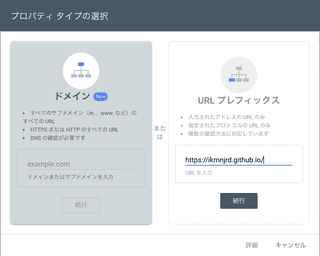 プロパティ タイプの選択
ドメイン New
すべてのサブドメイン（m.、www. など）の
すべての URL
HTTPS または HTTP のすべての URL
DNS の確認が必要です
example.com
ドメインまたはサブドメインを入力
続行
また
は
URL プレフィックス
入力されたアドレスの URL のみ
指定されたプロトコルの URL のみ
複数の確認方法に対応しています
https://ikmnjrd.github.io/
URL を入力
続行
詳細 キャンセル